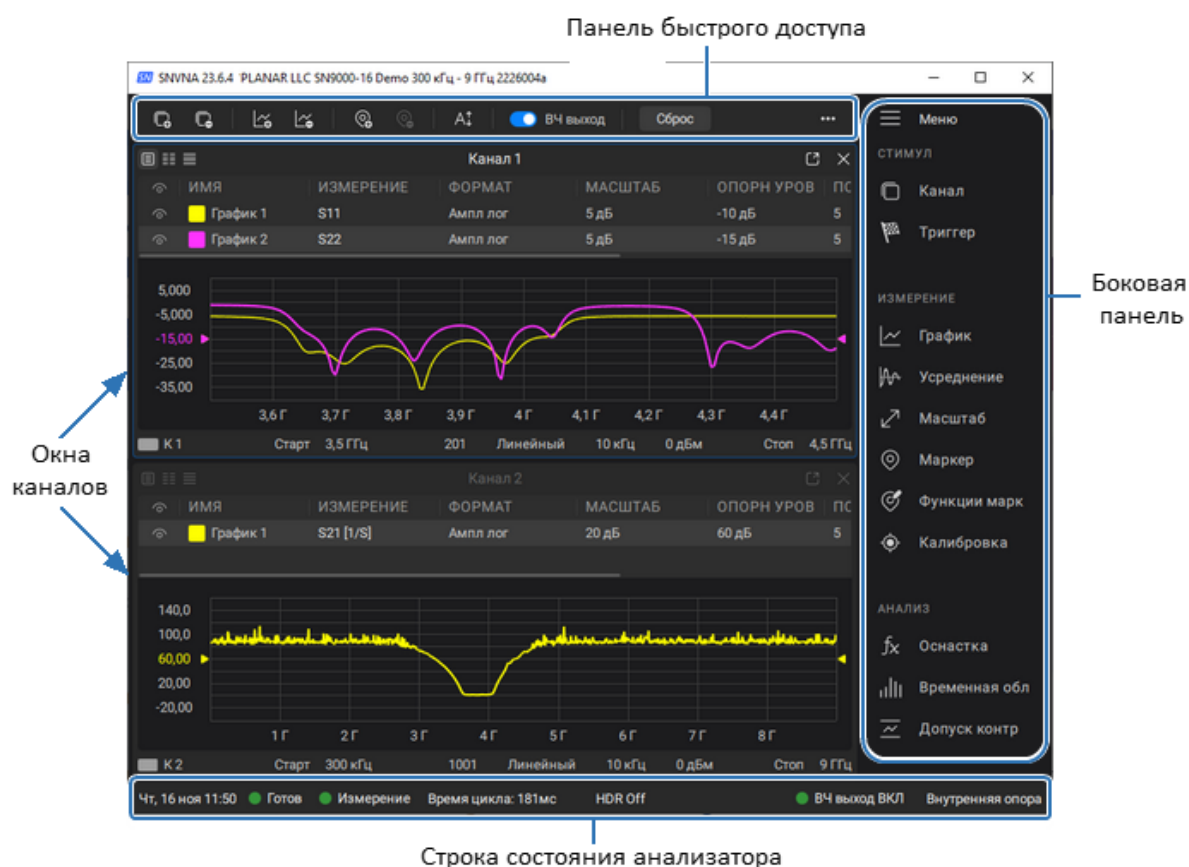 Панель быстрого доступа
SNVNA 23.6.4 PLANAR LLC SN9000-16 Demo 300 кГц - 9 ГГц 2226004a
ВЧ выход Сброс
Меню
Канал 1
СТИМУЛ
ИМЯ ИЗМЕРЕНИЕ ФОРМАТ МАСШТАБ ОПОРН УРОВ ПО
График 1 S11 Ампл лог 5 дБ -10 дБ 5
График 2 S22 Ампл лог 5 дБ -15 дБ 5
Канал
Триггер
5,000
-5,000
-15,00
-25,00
-35,00
3,6 Г 3,7 Г 3,8 Г 3,9 Г 4 Г 4,1 Г 4,2 Г 4,3 Г 4,4 Г
К 1 Старт 3,5 ГГц 201 Линейный 10 кГц 0 дБм Стоп 4,5 ГГц
ИЗМЕРЕНИЕ
График
Усреднение
Масштаб
Маркер
Функции марк
Калибровка
Боковая
панель
Окна
каналов
Канал 2
ИМЯ ИЗМЕРЕНИЕ ФОРМАТ МАСШТАБ ОПОРН УРОВ ПО
График 1 S21 [1/S] Ампл лог 20 дБ 60 дБ 5
140,0
100,0
60,00
20,00
-20,00
1 Г 2 Г 3 Г 4 Г 5 Г 6 Г 7 Г 8 Г
К 2 Старт 300 кГц 1001 Линейный 10 кГц 0 дБм Стоп 9 ГГц
АНАЛИЗ
Оснастка
Временная обл
Допуск контр
Чт, 16 ноя 11:50 Готов Измерение Время цикла: 181мс HDR Off ВЧ выход ВКЛ Внутренняя опора
Строка состояния анализатора